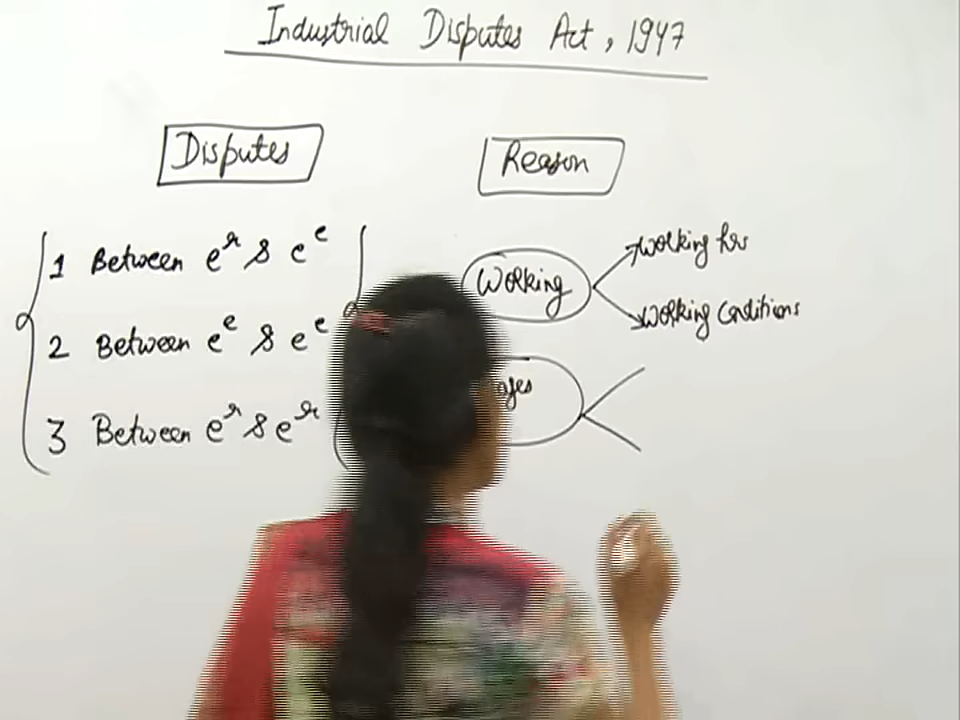 Industrial Disputes Act, 1947
Disputes
Reason
1 Between eʳ & eᵉ
2 Between eᵉ & eᵉ
3 Between eʳ & eʳ
Working
Working hrs
Working Conditions